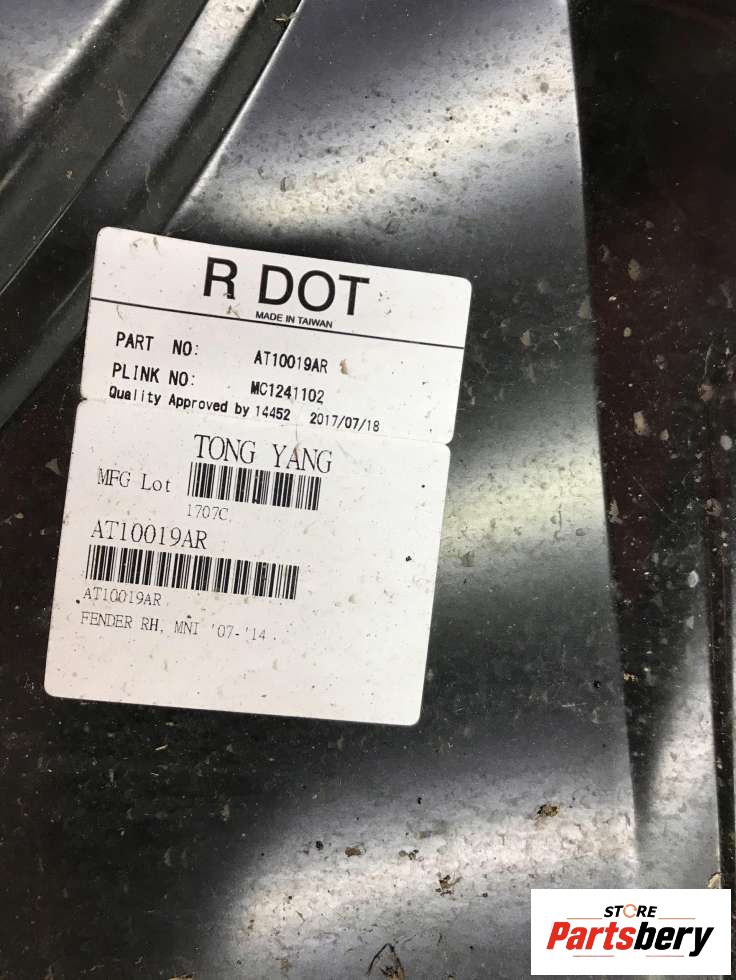 R DOT
MADE IN TAIWAN
PART NO: AT10019AR
PLINK NO: MC1241102
Quality Approved by 14452 2017/07/18
TONG YANG
MFG Lot
1707C
AT10019AR
AT10019AR
FENDER RH, MNI '07-'14
STORE
Partsbery